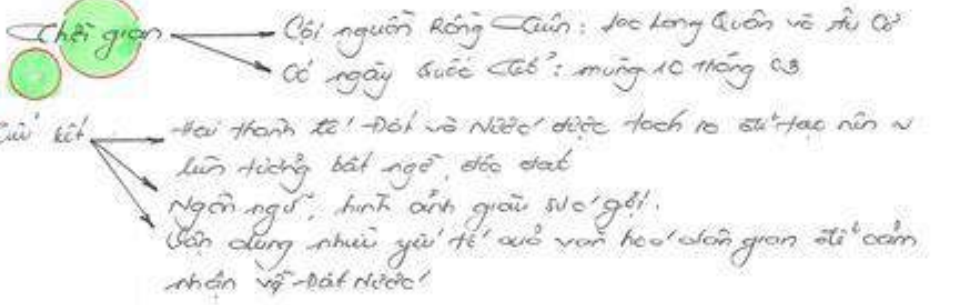 Thời gian
Cội nguồn Rồng Tiên: Lạc Long Quân và Âu Cơ
Có ngày Quốc Tổ: mùng 10 tháng 03
kết
Hai thành tố Đất và Nước được tách ra để tạo nên
liên tưởng bất ngờ, độc đáo
Ngôn ngữ, hình ảnh giàu sức gợi.
Vận dụng nhiều yếu tố của văn hoá dân gian để cảm
nhận về Đất Nước